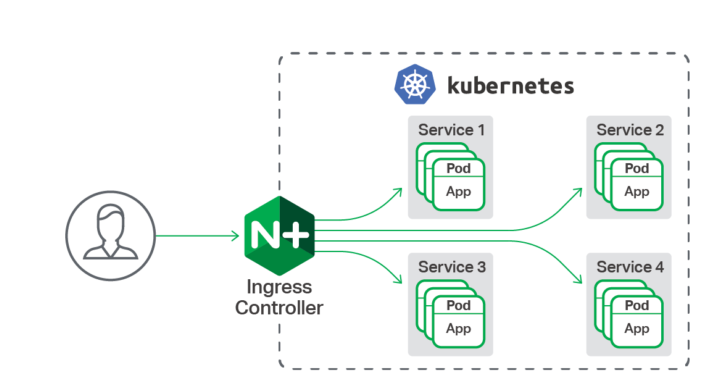 kubernetes
Service 1
Pod
App
Service 2
Pod
App
N+
Ingress
Controller
Service 3
Pod
App
Service 4
Pod
App